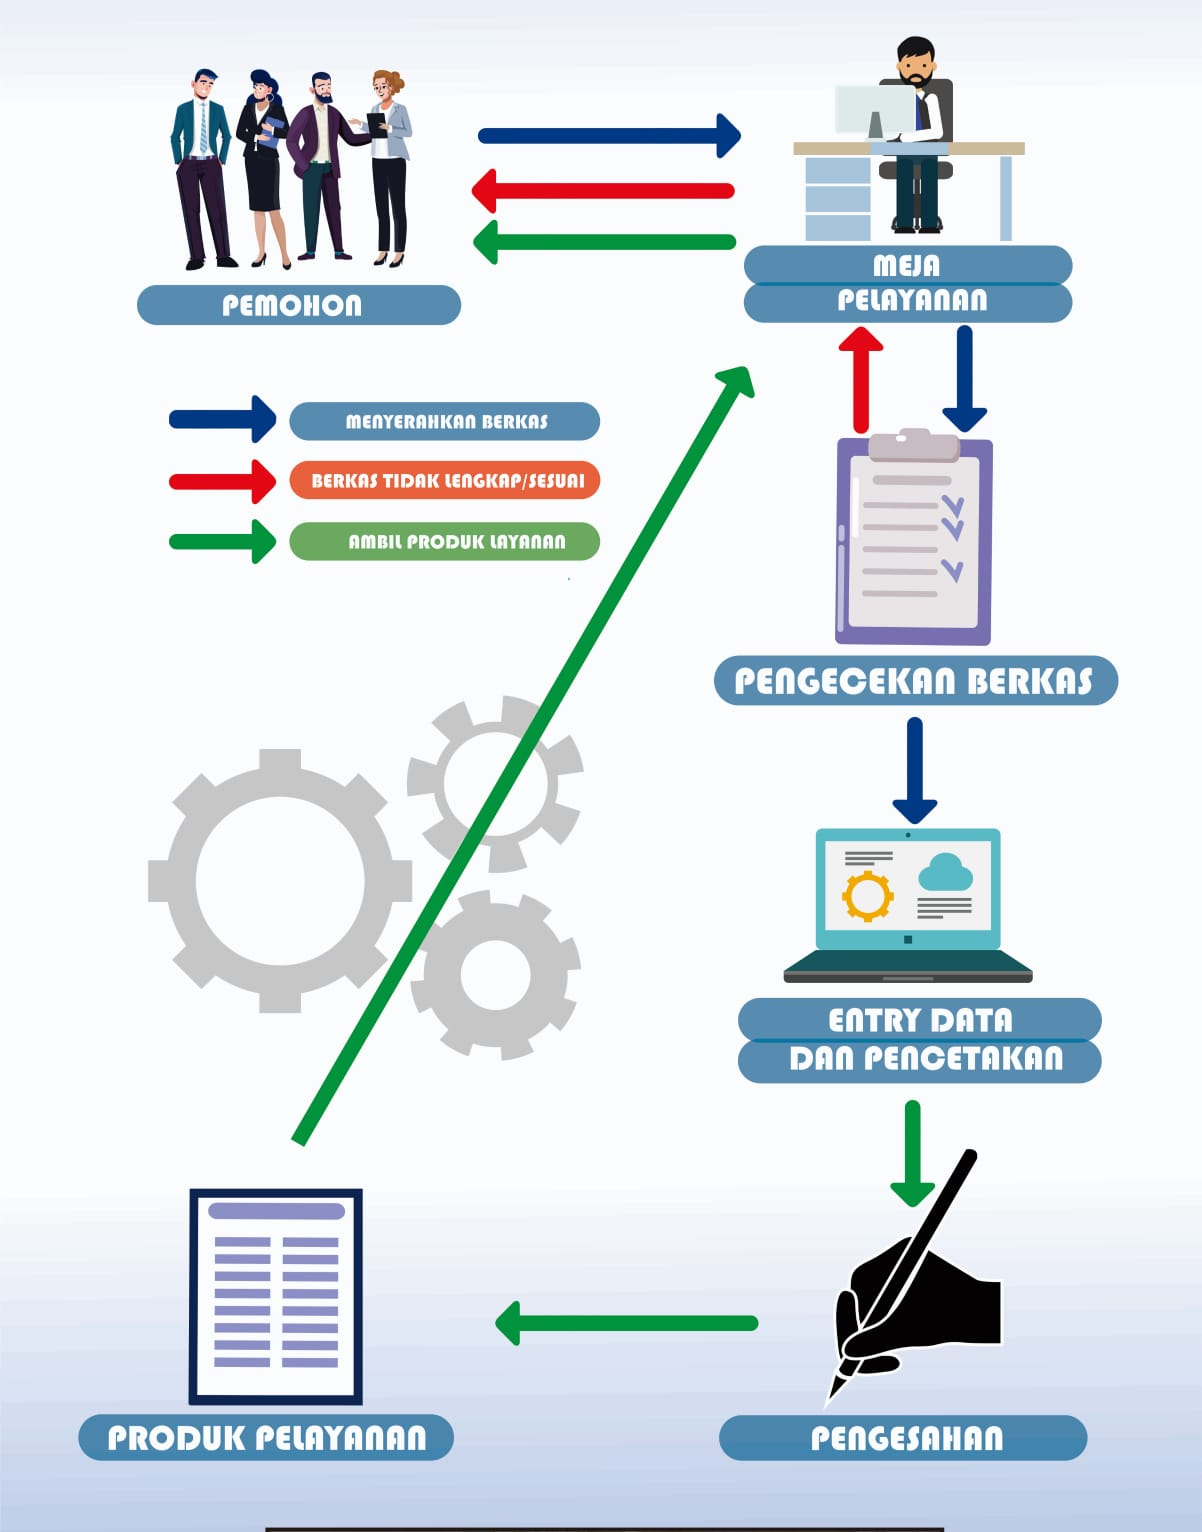 PEMOHON
MEJA
PELAYANAN
MENYERAHKAN BERKAS
BERKAS TIDAK LENGKAP/SESUAI
AMBIL PRODUK LAYANAN
PENGECEKAN BERKAS
ENTRY DATA
DAN PENCETAKAN
PRODUK PELAYANAN
PENGESAHAN